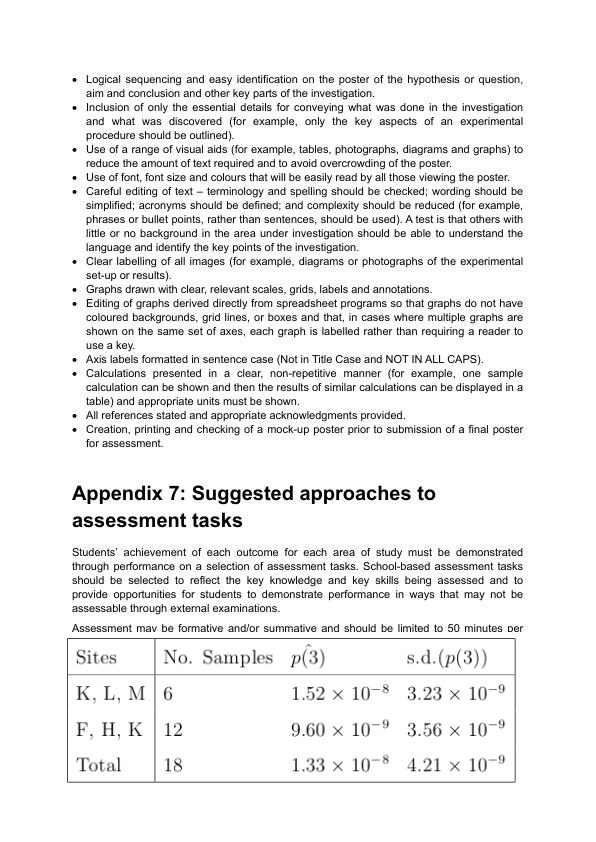 • Logical sequencing and easy identification on the poster of the hypothesis or question,
aim and conclusion and other key parts of the investigation.
• Inclusion of only the essential details for conveying what was done in the investigation
and what was discovered (for example, only the key aspects of an experimental
procedure should be outlined).
• Use of a range of visual aids (for example, tables, photographs, diagrams and graphs) to
reduce the amount of text required and to avoid overcrowding of the poster.
• Use of font, font size and colours that will be easily read by all those viewing the poster.
• Careful editing of text – terminology and spelling should be checked; wording should be
simplified; acronyms should be defined; and complexity should be reduced (for example,
phrases or bullet points, rather than sentences, should be used). A test is that others with
little or no background in the area under investigation should be able to understand the
language and identify the key points of the investigation.
• Clear labelling of all images (for example, diagrams or photographs of the experimental
set-up or results).
• Graphs drawn with clear, relevant scales, grids, labels and annotations.
• Editing of graphs derived directly from spreadsheet programs so that graphs do not have
coloured backgrounds, grid lines, or boxes and that, in cases where multiple graphs are
shown on the same set of axes, each graph is labelled rather than requiring a reader to
use a key.
• Axis labels formatted in sentence case (Not in Title Case and NOT IN ALL CAPS).
• Calculations presented in a clear, non-repetitive manner (for example, one sample
calculation can be shown and then the results of similar calculations can be displayed in a
table) and appropriate units must be shown.
• All references stated and appropriate acknowledgments provided.
• Creation, printing and checking of a mock-up poster prior to submission of a final poster
for assessment.
Appendix 7: Suggested approaches to
assessment tasks
Students' achievement of each outcome for each area of study must be demonstrated
through performance on a selection of assessment tasks. School-based assessment tasks
should be selected to reflect the key knowledge and key skills being assessed and to
provide opportunities for students to demonstrate performance in ways that may not be
assessable through external examinations.
Assessment may be formative and/or summative and should be limited to 50 minutes per
Sites No. Samples p(̂3) s.d.(p(3))
K, L, M 6 1.52 × 10⁻⁸ 3.23 × 10⁻⁹
F, H, K 12 9.60 × 10⁻⁹ 3.56 × 10⁻⁹
Total 18 1.33 × 10⁻⁸ 4.21 × 10⁻⁹